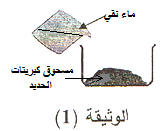 ماء نقي
مسحوق كبريتات
الحديد
الوثيقة (1)